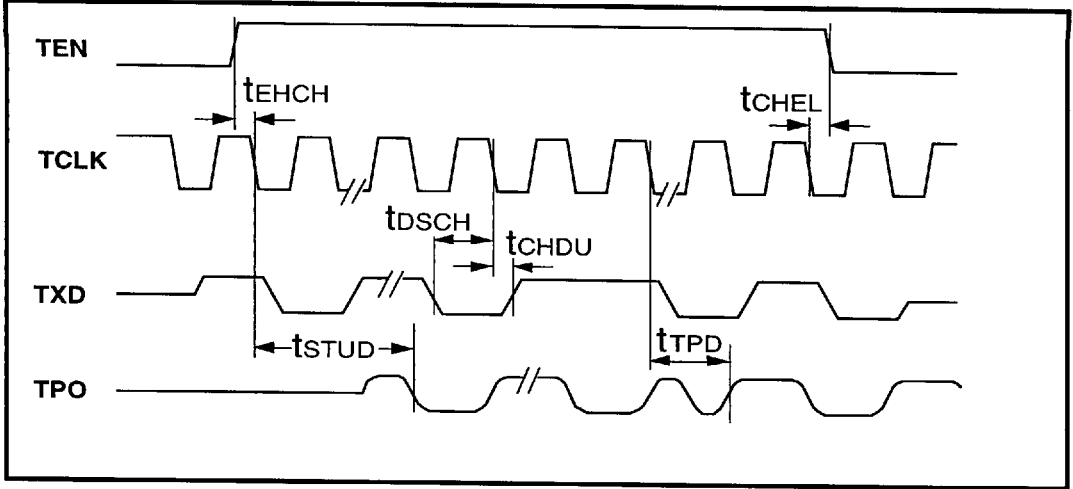 TEN
tEHCH
tCHEL
TCLK
tDSCH
tCHDU
TXD
tSTUD
tTPD
TPO